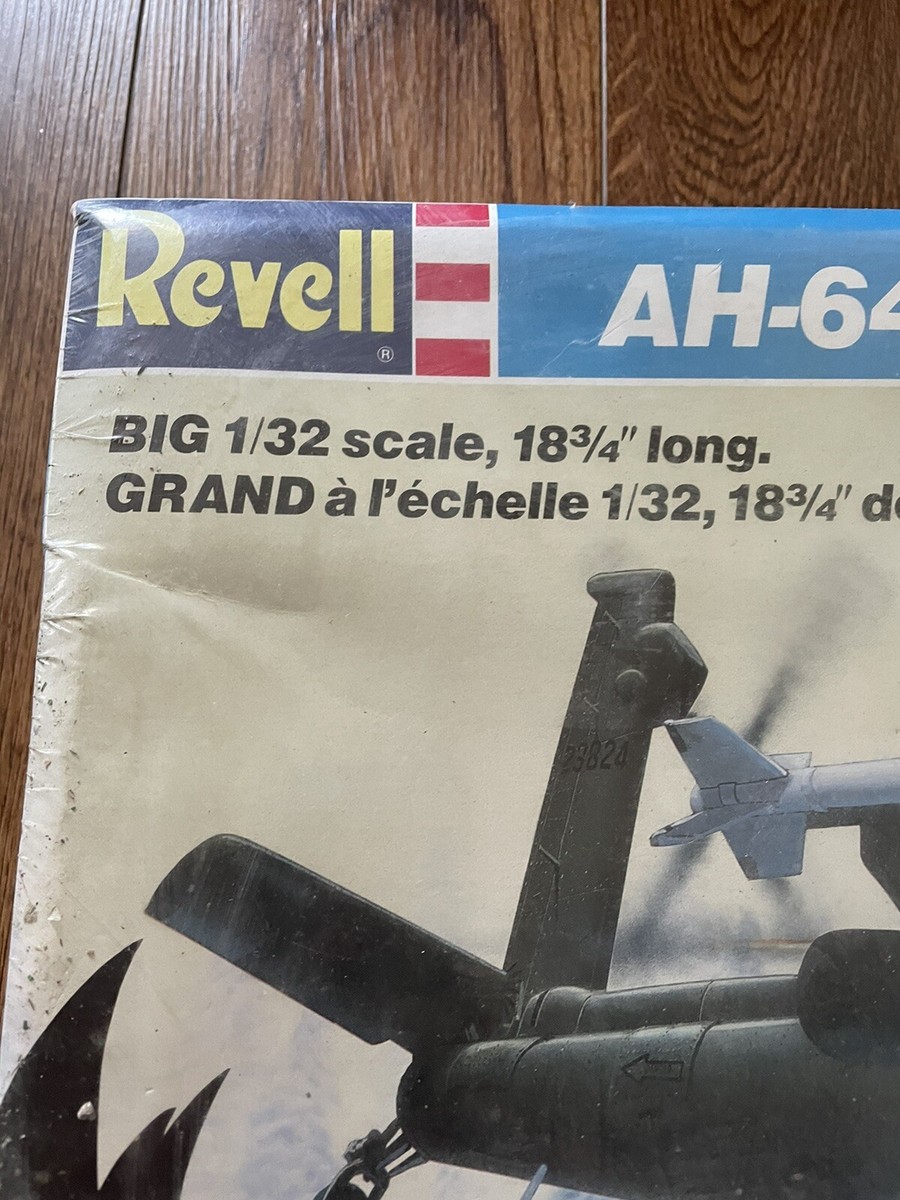 Revell
®
AH-64
BIG 1/32 scale, 18¾" long.
GRAND à l'échelle 1/32, 18¾" de
23824